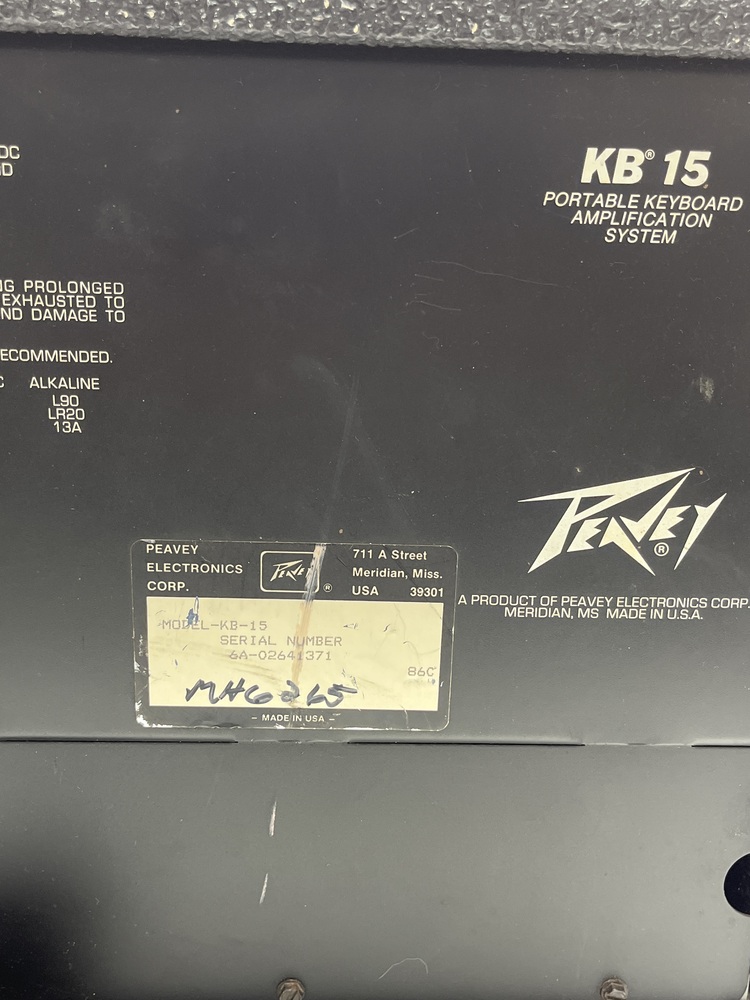 DC
KB® 15
PORTABLE KEYBOARD
AMPLIFICATION
SYSTEM
NG PROLONGED
EXHAUSTED TO
ND DAMAGE TO
ECOMMENDED.
C ALKALINE
L90
LR20
13A
PEAVEY
®
A PRODUCT OF PEAVEY ELECTRONICS CORP.
MERIDIAN, MS MADE IN U.S.A.
PEAVEY
ELECTRONICS
CORP.
PEAVEY ®
711 A Street
Meridian, Miss.
USA 39301
MODEL-KB-15
SERIAL NUMBER
6A-02641371
86C
MH6265
– MADE IN USA –